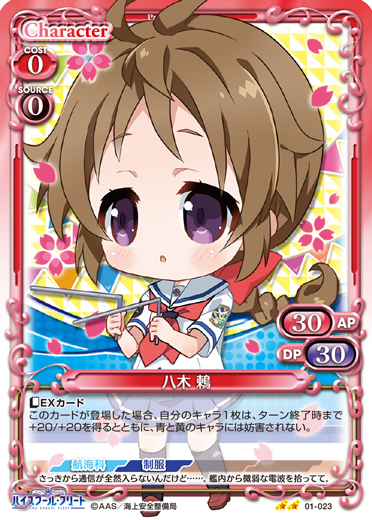 Character
COST
0
SOURCE
0
30 AP
DP 30
八木 鶫
EXカード
このカードが登場した場合、自分のキャラ1枚は、ターン終了時まで
+20/+20を得るとともに、青と黄のキャラには妨害されない。
航海科 制服
さっきから通信が全然入らないんだけど……。艦内から微弱な電波を拾ってて。
ハイスクール・フリート
©AAS／海上安全整備局
01-023